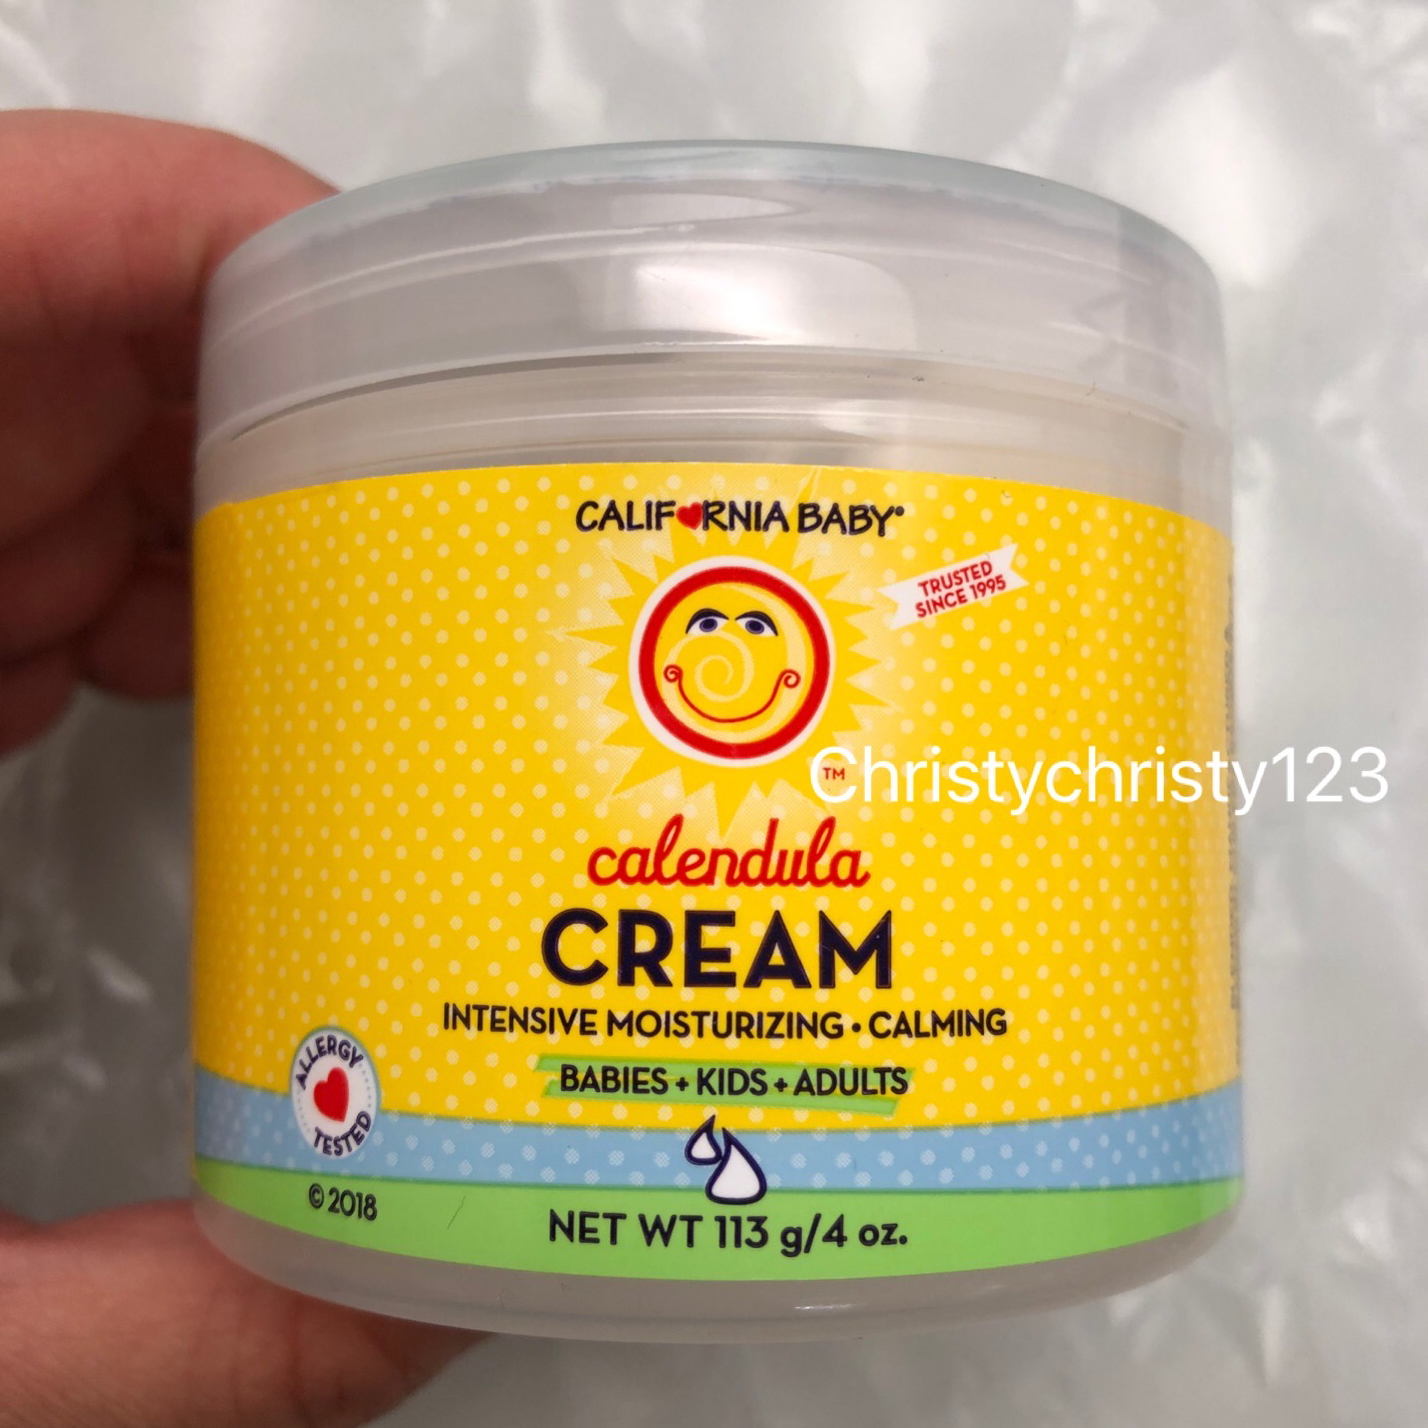 CALIFORNIA BABY®
TRUSTED
SINCE 1995
TM
Christychristy123
calendula
CREAM
INTENSIVE MOISTURIZING • CALMING
BABIES + KIDS + ADULTS
ALLERGY
TESTED
© 2018
NET WT 113 g/4 oz.